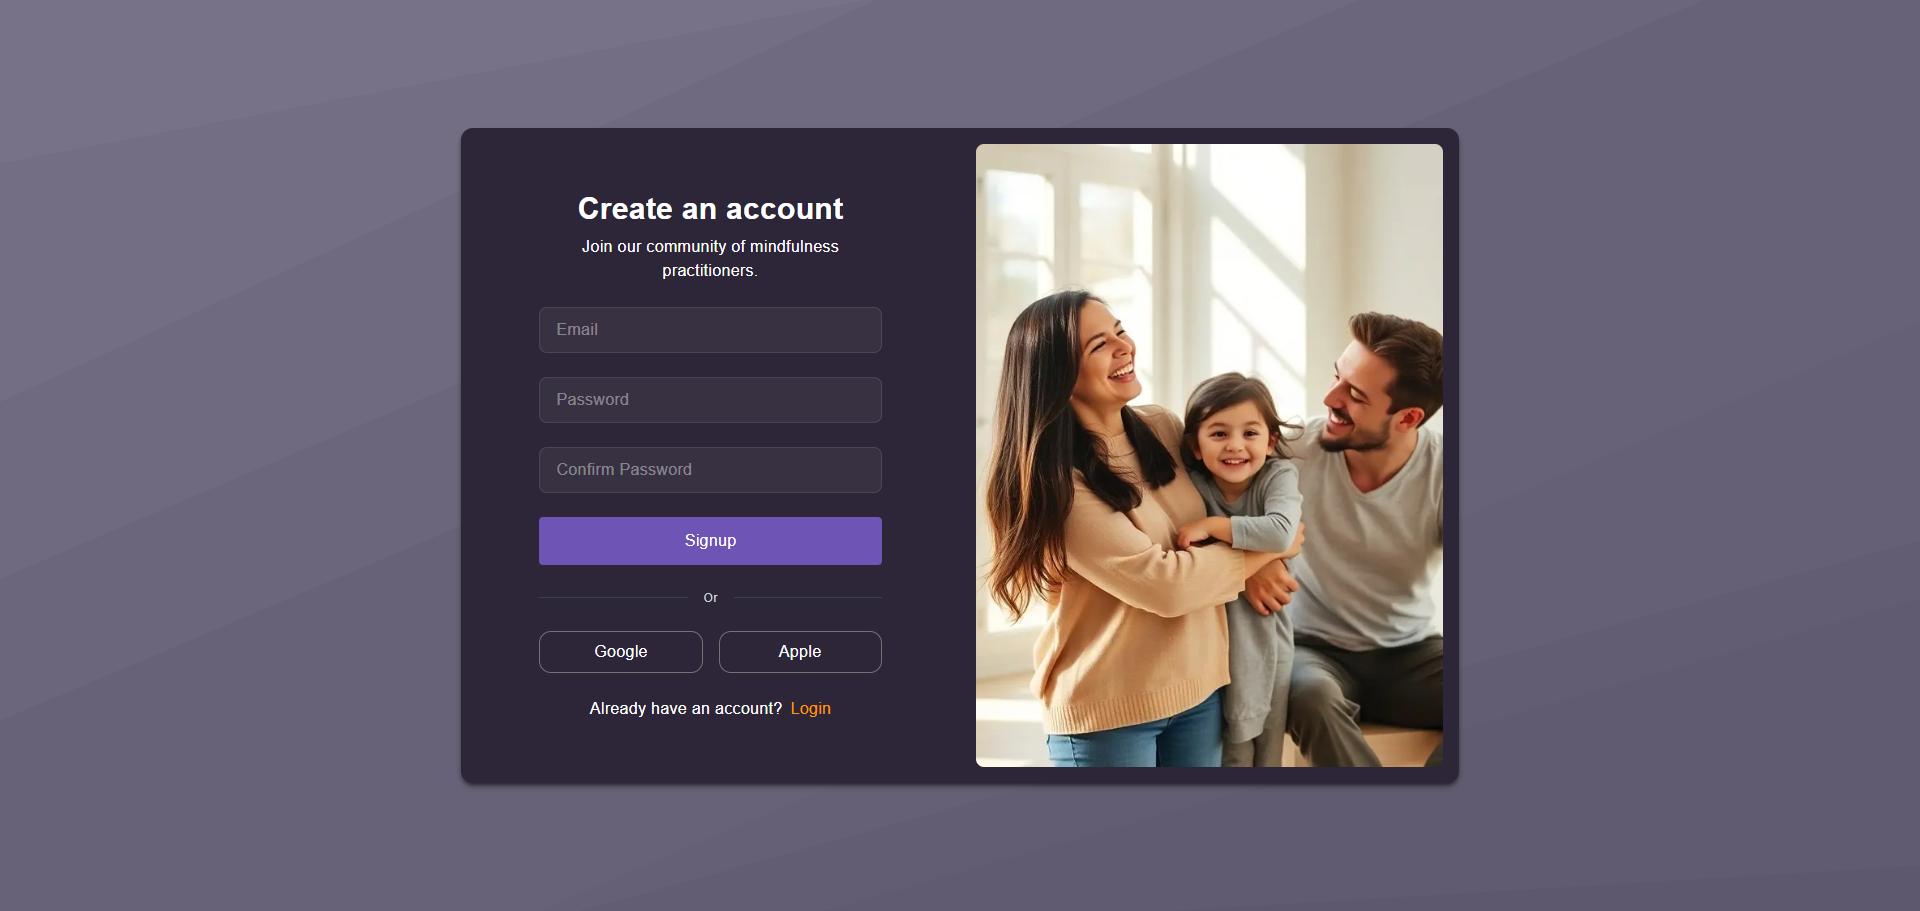 Create an account
Join our community of mindfulness
practitioners.
Email
Password
Confirm Password
Signup
Or
Google
Apple
Already have an account? Login